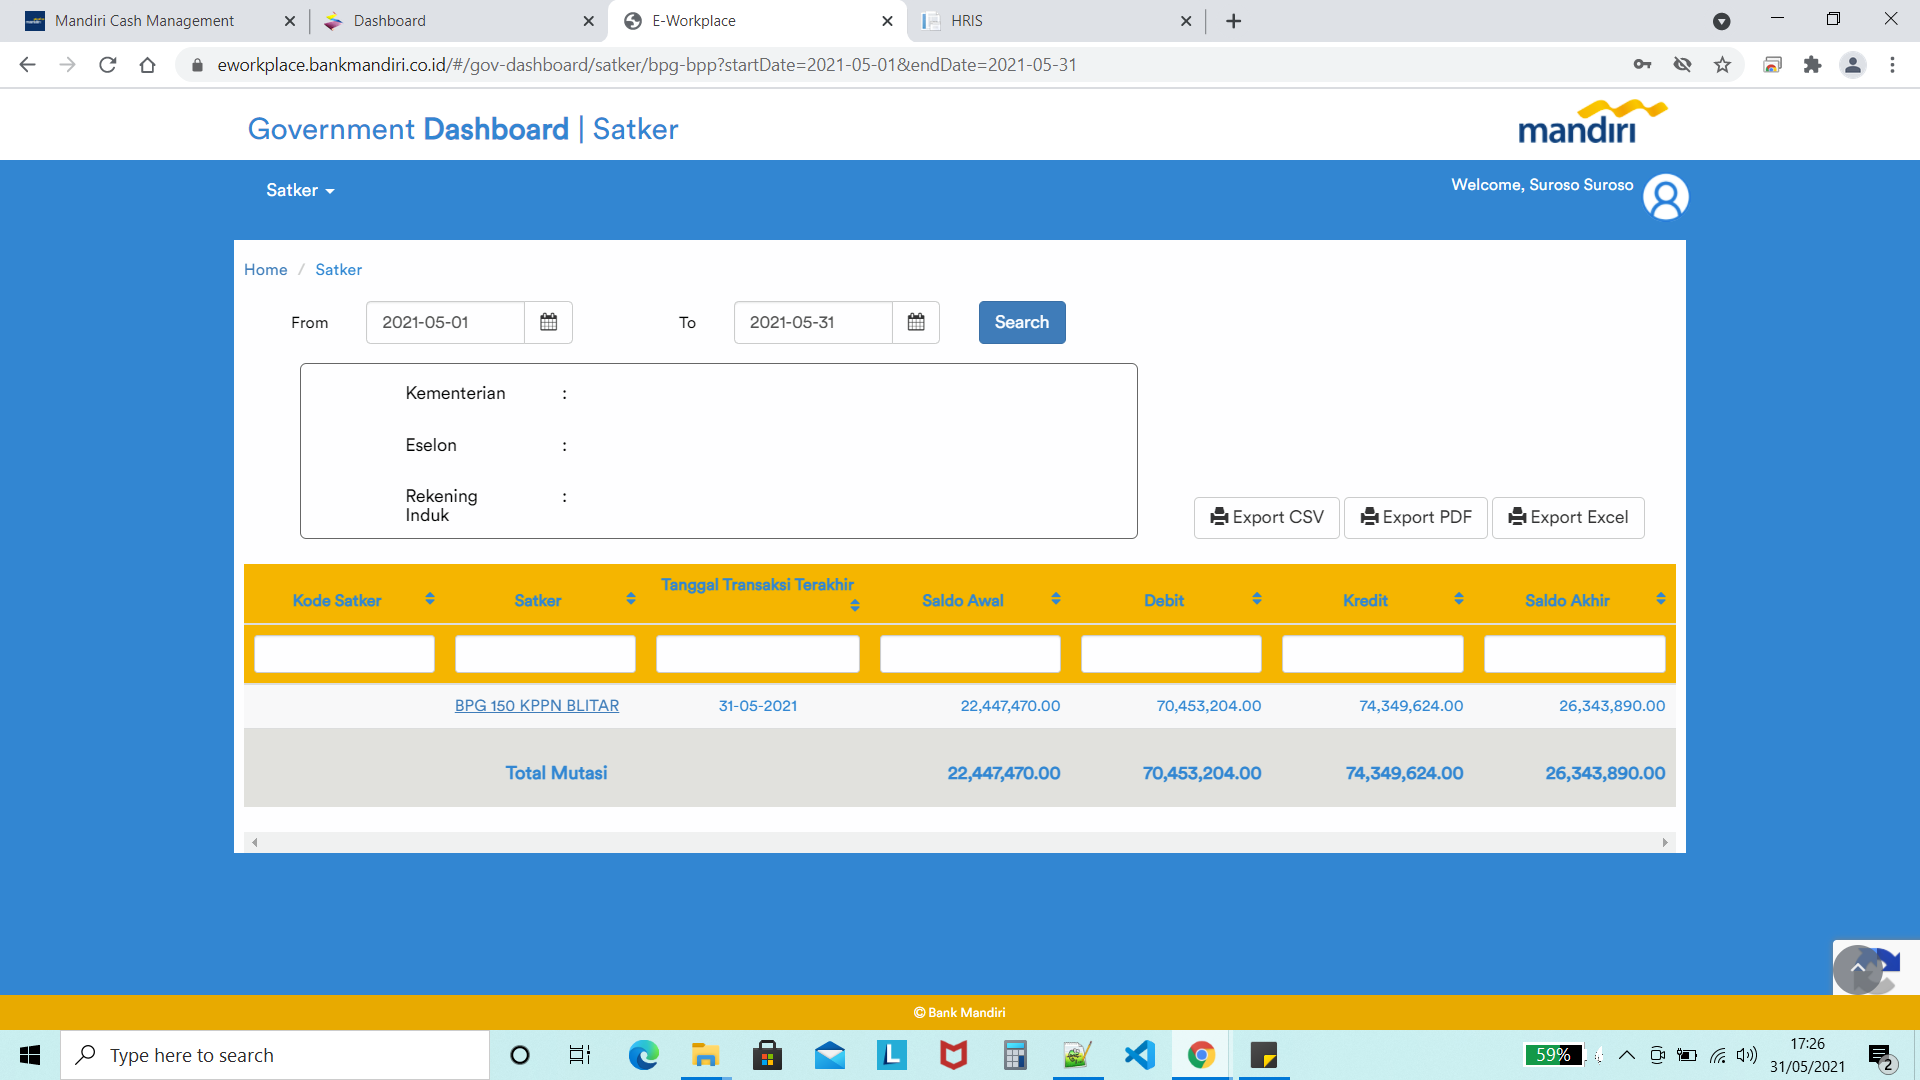 Mandiri Cash Management
Dashboard
E-Workplace
HRIS
eworkplace.bankmandiri.co.id/#/gov-dashboard/satker/bpg-bpp?startDate=2021-05-01&endDate=2021-05-31
Government Dashboard | Satker
mandiri
Satker
Welcome, Suroso Suroso
Home / Satker
From 2021-05-01 To 2021-05-31 Search
Kementerian :
Eselon :
Rekening Induk :
Export CSV Export PDF Export Excel
Kode Satker Satker Tanggal Transaksi Terakhir Saldo Awal Debit Kredit Saldo Akhir
BPG 150 KPPN BLITAR 31-05-2021 22,447,470.00 70,453,204.00 74,349,624.00 26,343,890.00
Total Mutasi 22,447,470.00 70,453,204.00 74,349,624.00 26,343,890.00
© Bank Mandiri
Type here to search
59%
17:26
31/05/2021
2